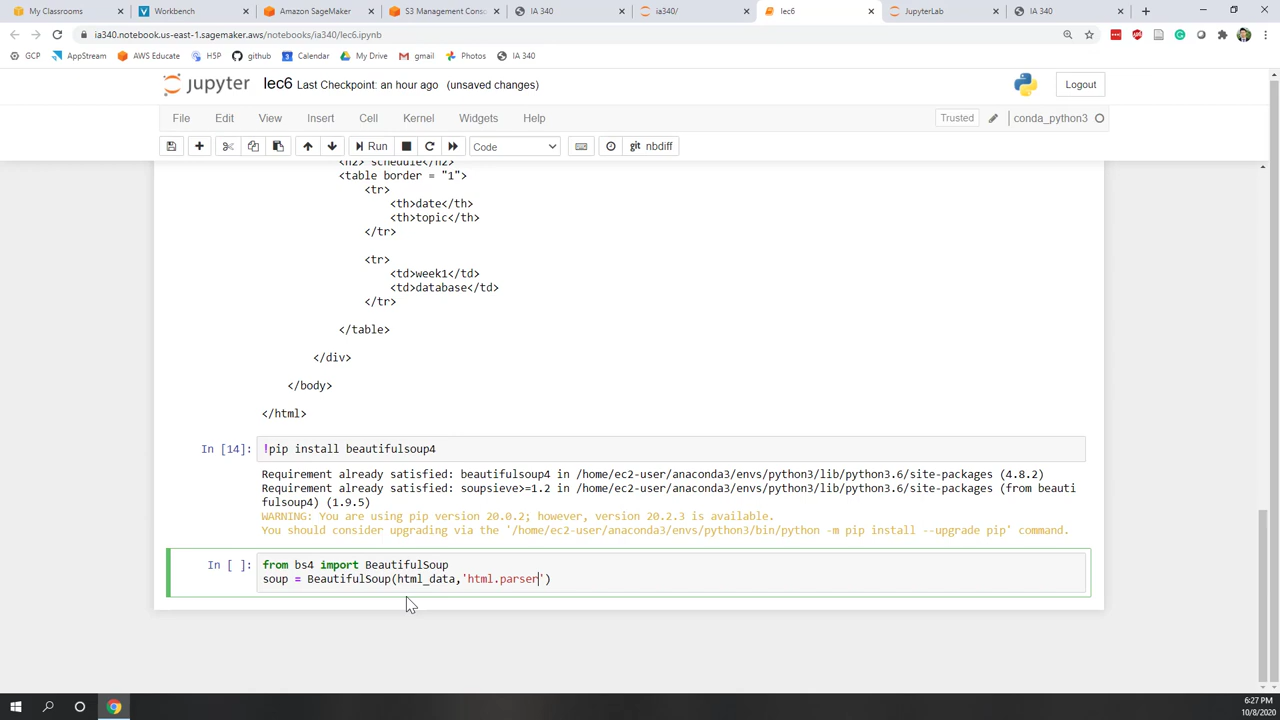 My Classrooms
Workbench
Amazon SageMaker
S3 Management Cons
IA 340
ia340/
lec6
JupyterLab
IA 340
ia340.notebook.us-east-1.sagemaker.aws/notebooks/ia340/lec6.ipynb
GCP
AppStream
AWS Educate
H5P
github
Calendar
My Drive
gmail
Photos
IA 340
jupyter lec6 Last Checkpoint: an hour ago (unsaved changes)
Logout
File Edit View Insert Cell Kernel Widgets Help
Trusted
conda_python3
Run
Code
git nbdiff
<h2> schedule</h2>
<table border = "1">
<tr>
<th>date</th>
<th>topic</th>
</tr>
<tr>
<td>week1</td>
<td>database</td>
</tr>
</table>
</div>
</body>
</html>
In [14]: !pip install beautifulsoup4
Requirement already satisfied: beautifulsoup4 in /home/ec2-user/anaconda3/envs/python3/lib/python3.6/site-packages (4.8.2)
Requirement already satisfied: soupsieve>=1.2 in /home/ec2-user/anaconda3/envs/python3/lib/python3.6/site-packages (from beauti
fulsoup4) (1.9.5)
WARNING: You are using pip version 20.0.2; however, version 20.2.3 is available.
You should consider upgrading via the '/home/ec2-user/anaconda3/envs/python3/bin/python -m pip install --upgrade pip' command.
In [ ]: from bs4 import BeautifulSoup
soup = BeautifulSoup(html_data,'html.parser')
6:27 PM
10/8/2020